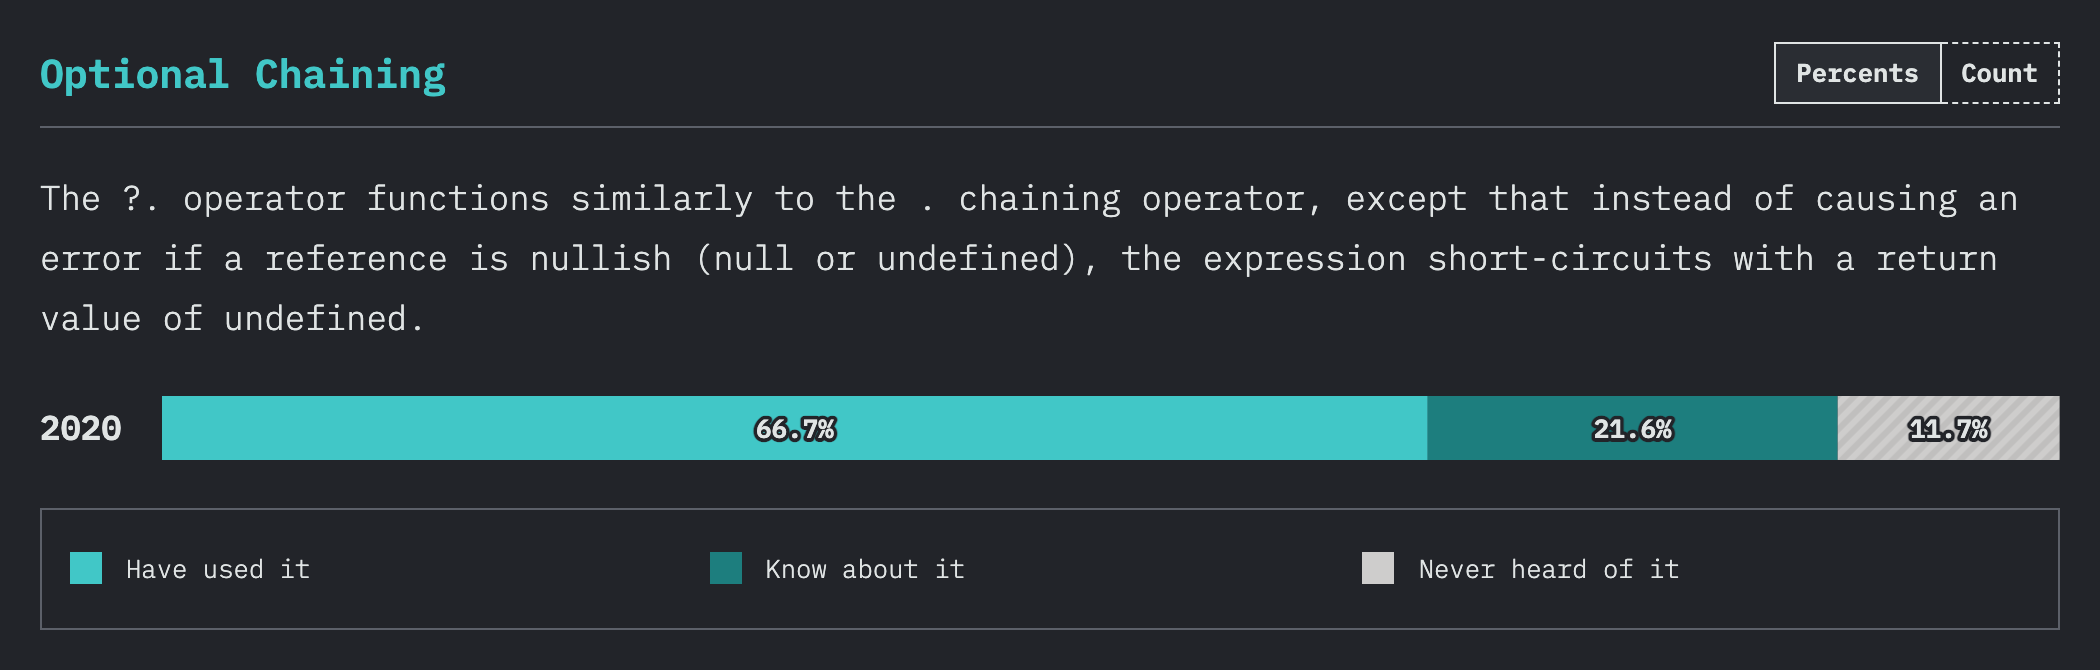 Optional Chaining
Percents Count
The ?. operator functions similarly to the . chaining operator, except that instead of causing an
error if a reference is nullish (null or undefined), the expression short-circuits with a return
value of undefined.
2020 66.7% 21.6% 11.7%
Have used it Know about it Never heard of it